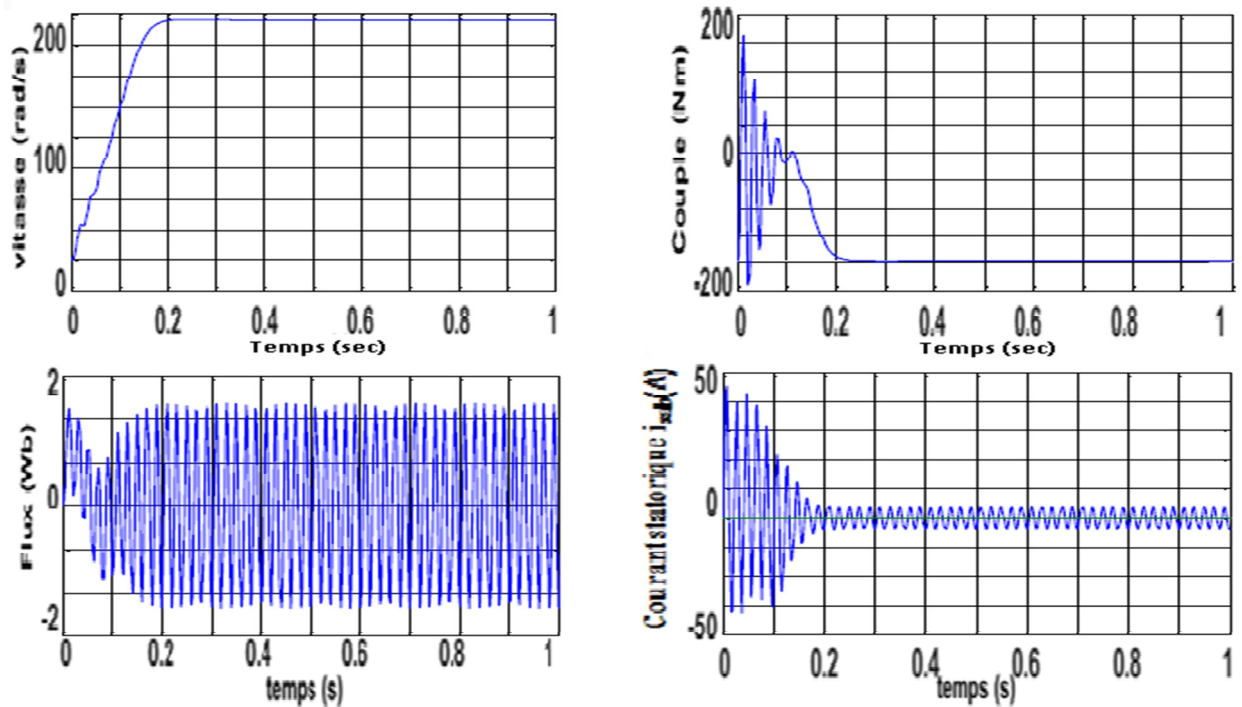 vitasse (rad/s)
200
100
0
0 0.2 0.4 0.6 0.8 1
Temps (sec)
Couple (Nm)
200
0
-200
0 0.2 0.4 0.6 0.8 1
Temps (sec)
Flux (Wb)
2
0
-2
0 0.2 0.4 0.6 0.8 1
temps (s)
Courant statorique i (A)
50
0
-50
0 0.2 0.4 0.6 0.8 1
temps (s)